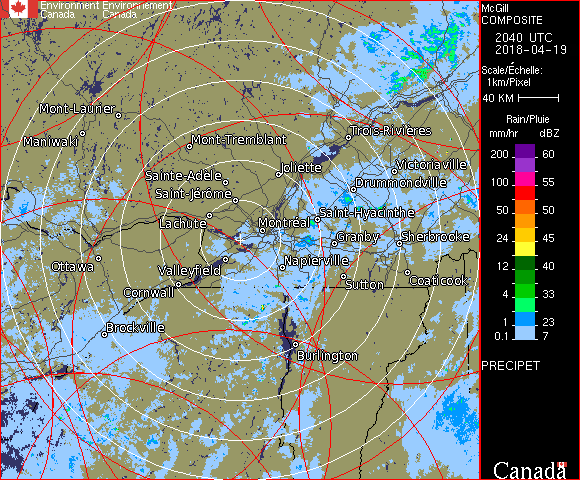 Environment Environnement
Canada Canada
McGill
COMPOSITE
2040 UTC
2018-04-19
Scale/Échelle:
1km/Pixel
40 KM
Rain/Pluie
mm/hr dBZ
200 60
150 55
100 55
50 50
24 45
12 40
4 33
1 23
0.1 7
PRECIPET
Canada
Mont-Laurier
Maniwaki
Mont-Tremblant
Trois-Rivières
Joliette
Victoriaville
Sainte-Adèle
Drummondville
Saint-Jérôme
Saint-Hyacinthe
Lachute
Montréal
Granby
Sherbrooke
Ottawa
Valleyfield
Napierville
Cornwall
Sutton
Coaticook
Brockville
Burlington